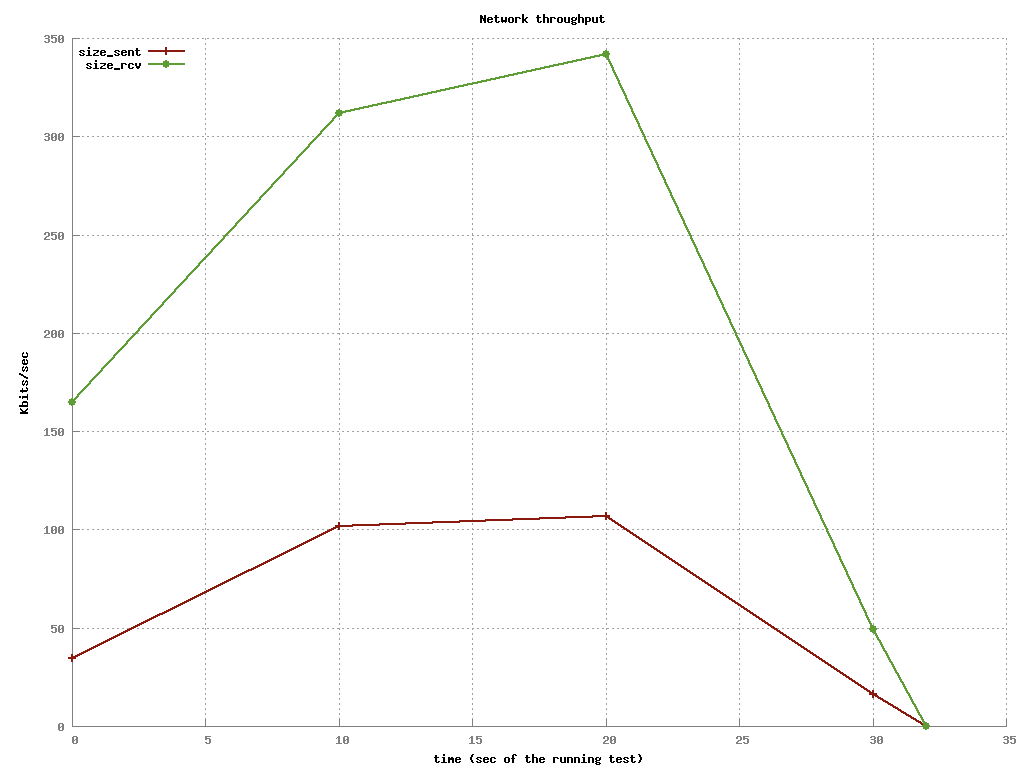 Network throughput
350
size_sent
size_rcv
300
250
200
Kbits/sec
150
100
50
0
0 5 10 15 20 25 30 35
time (sec of the running test)